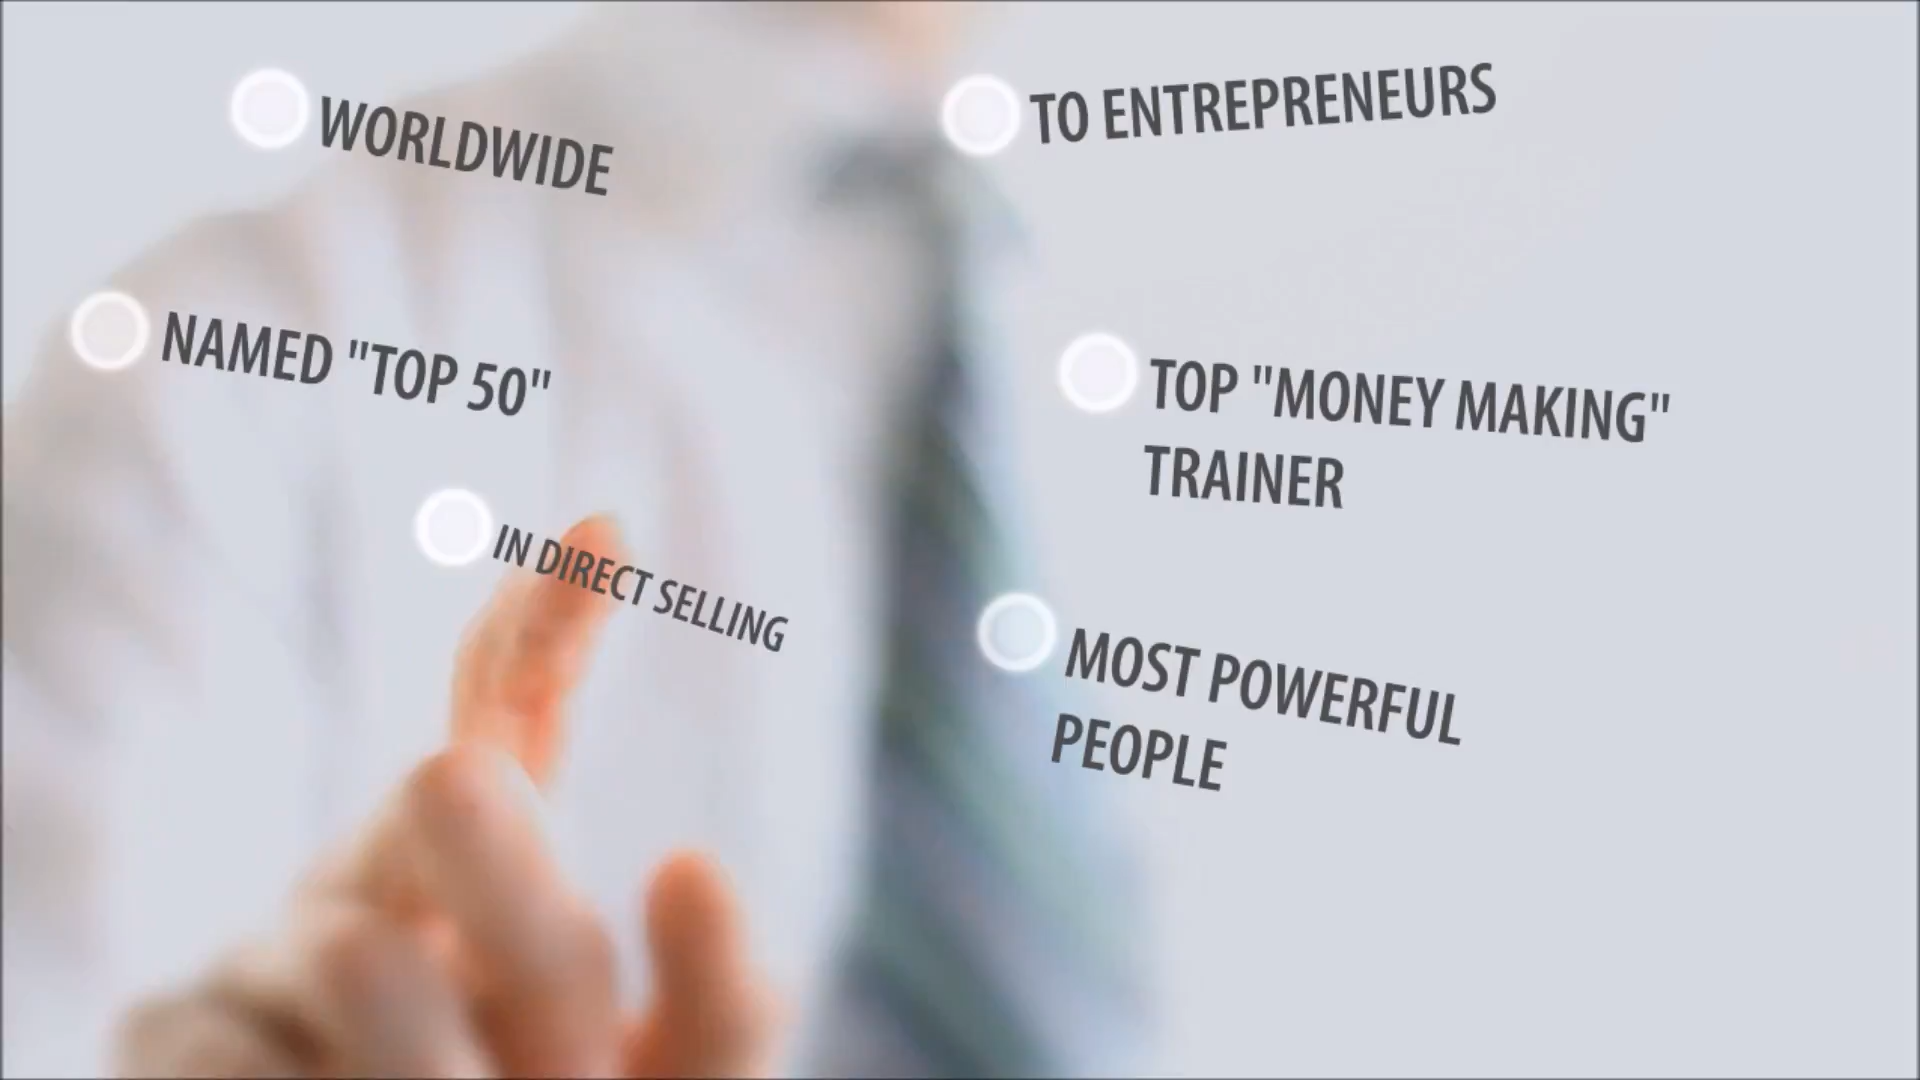 WORLDWIDE
NAMED "TOP 50"
IN DIRECT SELLING
TO ENTREPRENEURS
TOP "MONEY MAKING"
TRAINER
MOST POWERFUL
PEOPLE